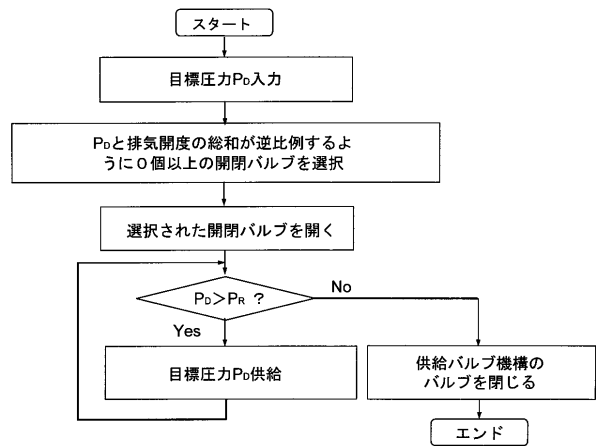 スタート
目標圧力PD入力
PDと排気開度の総和が逆比例するよ
うに0個以上の開閉バルブを選択
選択された開閉バルブを開く
PD>PR ?
No
Yes
目標圧力PD供給
供給バルブ機構の
バルブを閉じる
エンド